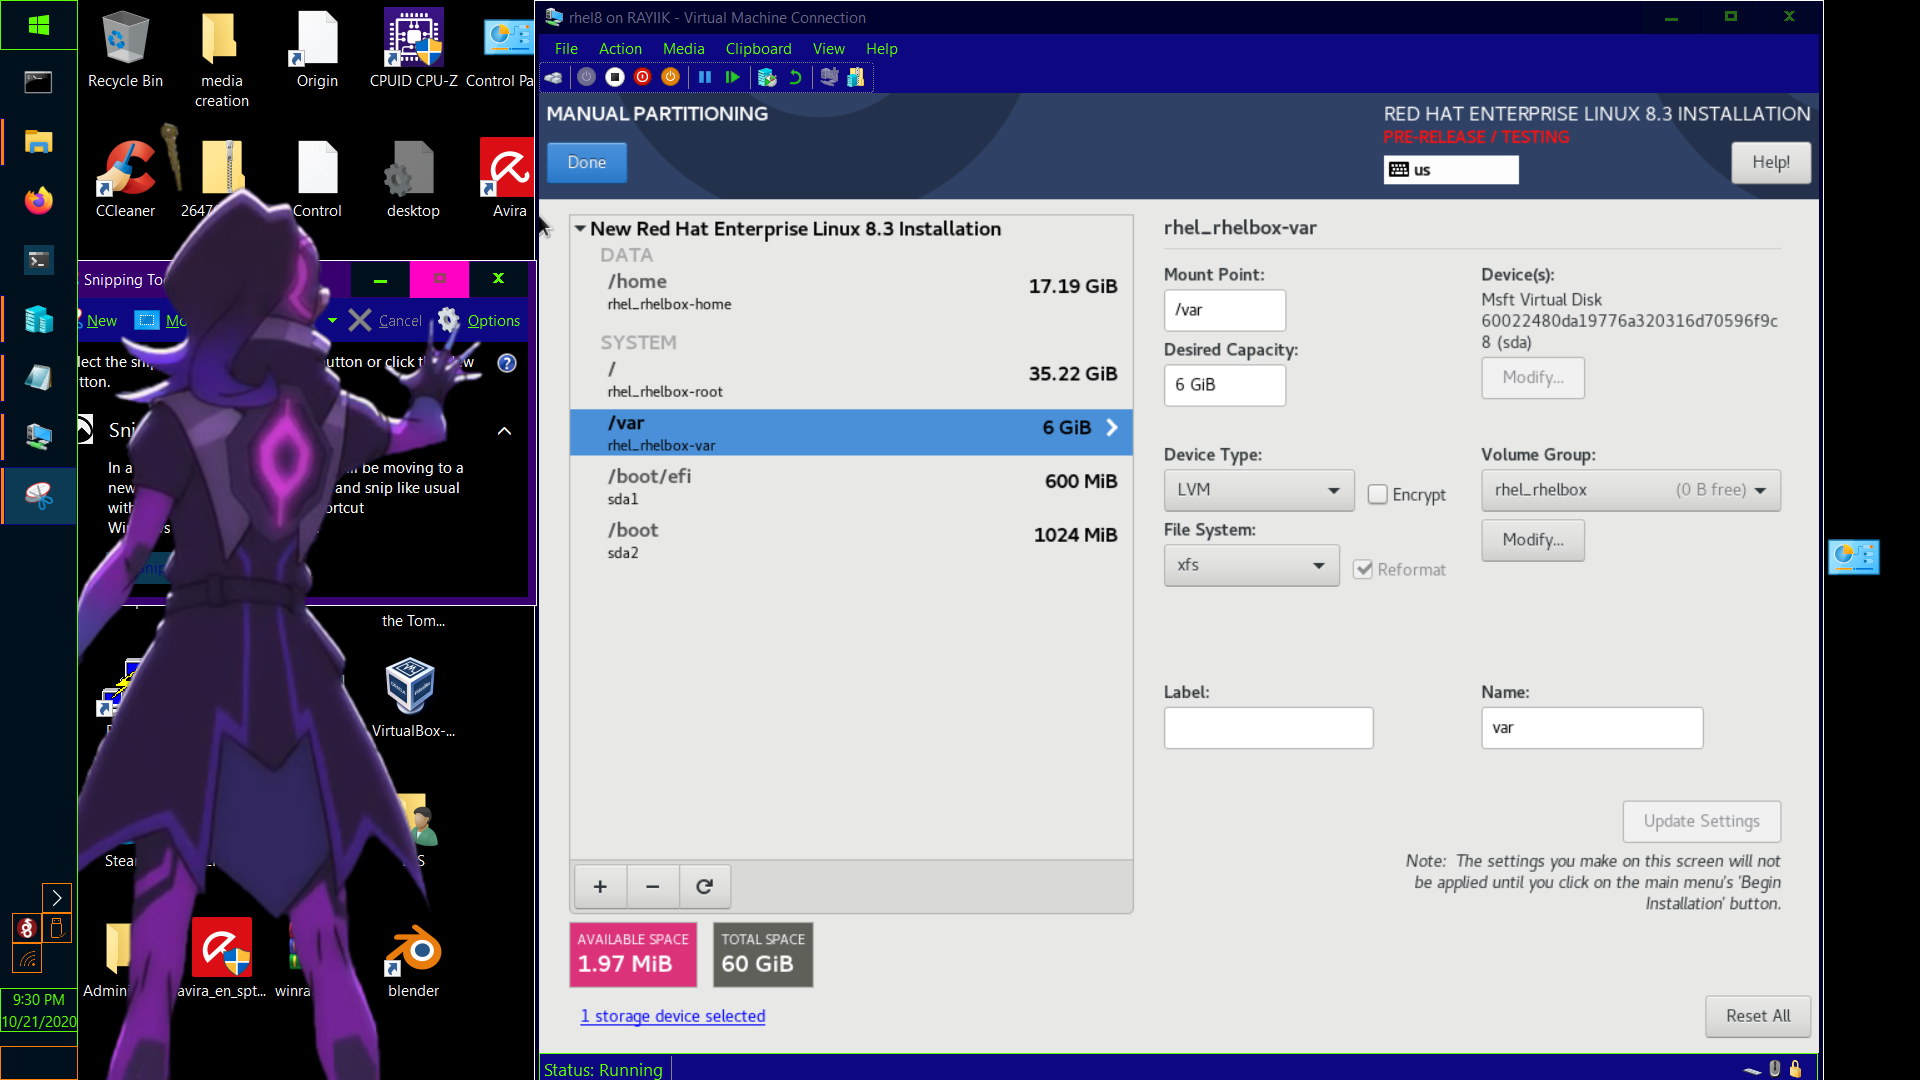 Recycle Bin
media
creation
Origin
CPUID CPU-Z
Control Pa
CCleaner
Control
desktop
Avira
Snipping To
New
Mo
Cancel
Options
lect the sni
utton or click t
w
tton.
Sni
In a
ll be moving to a
new
and snip like usual
with
ortcut
Wi
s
the Tom...
VirtualBox-...
Stea
S
Admin
avira_en_spt...
winra
blender
9:30 PM
10/21/2020
rhel8 on RAYIIK - Virtual Machine Connection
File Action Media Clipboard View Help
MANUAL PARTITIONING
Done
RED HAT ENTERPRISE LINUX 8.3 INSTALLATION
PRE-RELEASE / TESTING
us
Help!
New Red Hat Enterprise Linux 8.3 Installation
DATA
/home
rhel_rhelbox-home
17.19 GiB
SYSTEM
/
rhel_rhelbox-root
35.22 GiB
/var
rhel_rhelbox-var
6 GiB
/boot/efi
sda1
600 MiB
/boot
sda2
1024 MiB
+ −
AVAILABLE SPACE
1.97 MiB
TOTAL SPACE
60 GiB
1 storage device selected
rhel_rhelbox-var
Mount Point:
/var
Desired Capacity:
6 GiB
Device(s):
Msft Virtual Disk
60022480da19776a320316d70596f9c
8 (sda)
Modify...
Device Type:
LVM
Encrypt
Volume Group:
rhel_rhelbox (0 B free)
Modify...
File System:
xfs
Reformat
Label:
Name:
var
Update Settings
Note: The settings you make on this screen will not
be applied until you click on the main menu's 'Begin
Installation' button.
Reset All
Status: Running